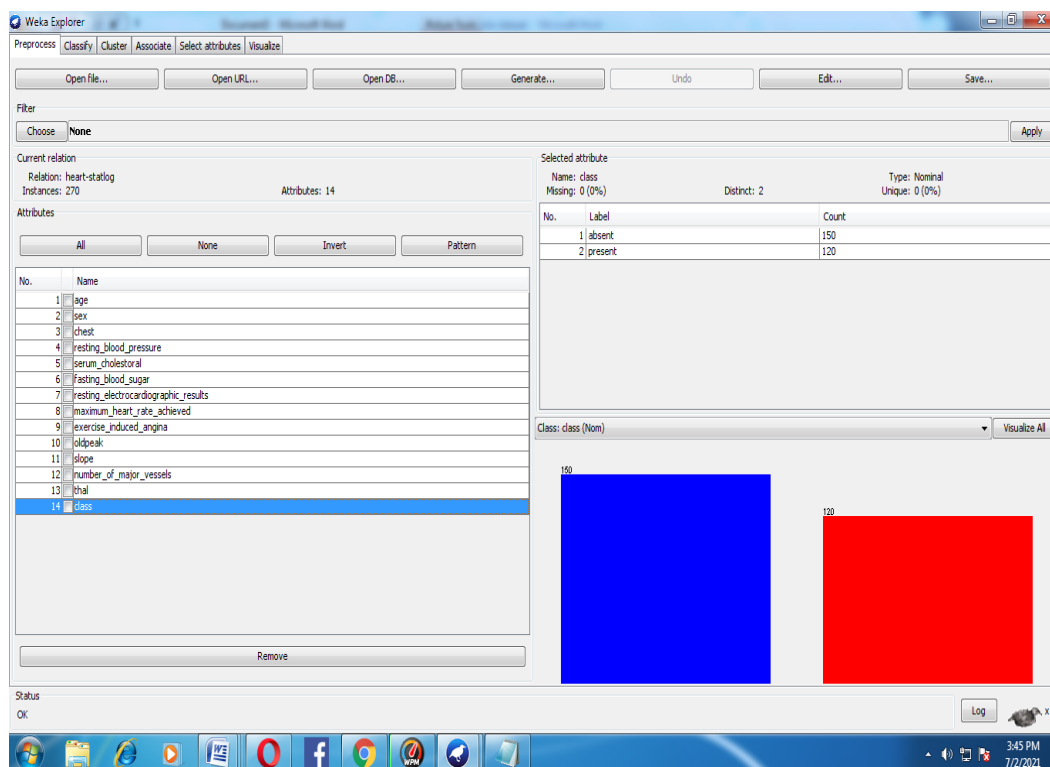 Weka Explorer
Preprocess Classify Cluster Associate Select attributes Visualize
Open file... Open URL... Open DB... Generate... Undo Edit... Save...
Filter
Choose None Apply
Current relation
Relation: heart-statlog
Instances: 270 Attributes: 14
Attributes
All None Invert Pattern
No. Name
1 age
2 sex
3 chest
4 resting_blood_pressure
5 serum_cholestoral
6 fasting_blood_sugar
7 resting_electrocardiographic_results
8 maximum_heart_rate_achieved
9 exercise_induced_angina
10 oldpeak
11 slope
12 number_of_major_vessels
13 thal
14 class
Remove
Selected attribute
Name: class Type: Nominal
Missing: 0 (0%) Distinct: 2 Unique: 0 (0%)
No. Label Count
1 absent 150
2 present 120
Class: class (Nom) Visualize All
150
120
Status
OK
Log x
WPM
3:45 PM
7/2/2021